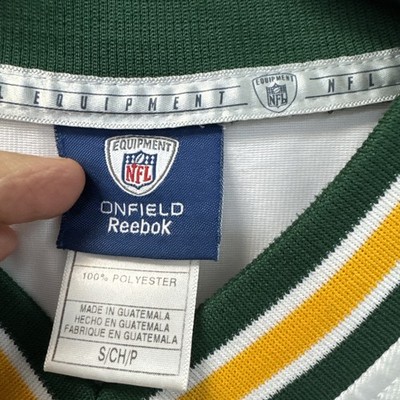 L EQUIPMENT EQUIPMENT NFL NFL
EQUIPMENT
NFL
ONFIELD
Reebok
100% POLYESTER
MADE IN GUATEMALA
HECHO EN GUATEMALA
FABRIQUE EN GUATEMALA
S/CH/P